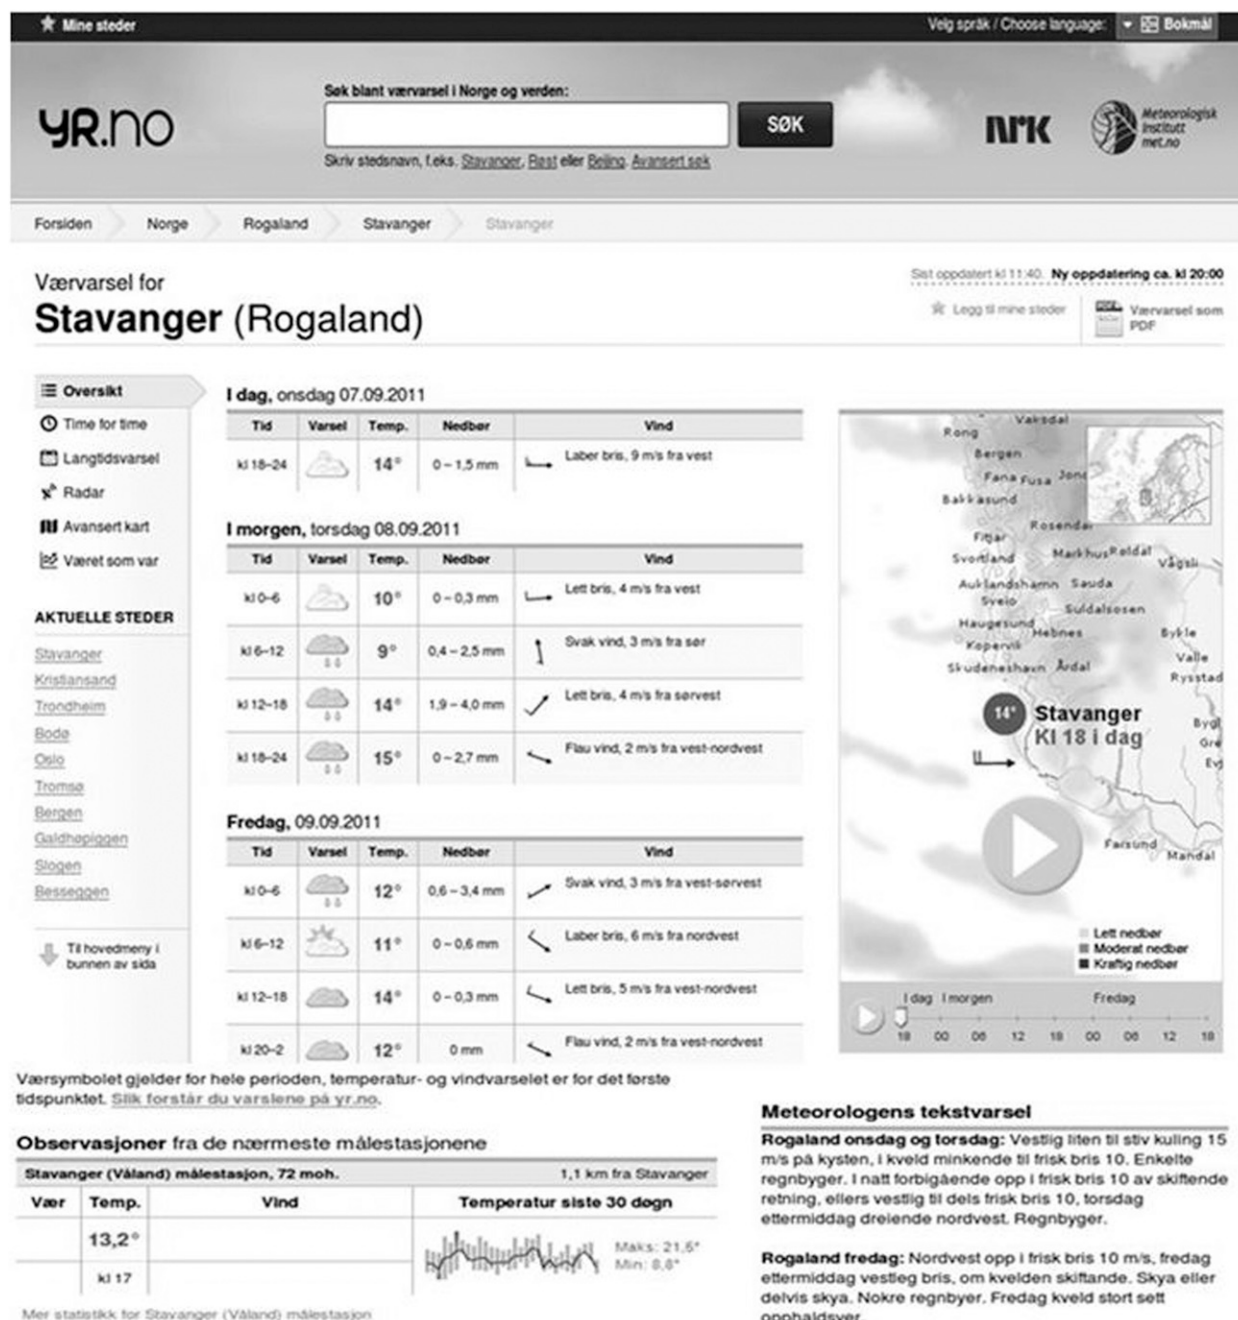 Mine steder
Velg språk / Choose language: Bokmål
yr.no
Søk blant værvarsel i Norge og verden:
SØK
Skriv stedsnavn, f.eks. Stavanger, Røst eller Beijing. Avansert søk
NRK
Meteorologisk
Institutt
met.no
Forsiden Norge Rogaland Stavanger Stavanger
Værvarsel for
Stavanger (Rogaland)
Sist oppdatert kl 11:40. Ny oppdatering ca. kl 20:00
Legg til mine steder
Værvarsel som
PDF
Oversikt
Time for time
Langtidsvarsel
Radar
Avansert kart
Været som var
AKTUELLE STEDER
Stavanger
Kristiansand
Trondheim
Bodø
Oslo
Tromsø
Bergen
Galdhøpiggen
Slogen
Besseggen
Til hovedmeny i
bunnen av sida
I dag, onsdag 07.09.2011
Tid Varsel Temp. Nedbør Vind
kl 18–24 14° 0 – 1,5 mm Laber bris, 9 m/s fra vest
I morgen, torsdag 08.09.2011
Tid Varsel Temp. Nedbør Vind
kl 0–6 10° 0 – 0,3 mm Lett bris, 4 m/s fra vest
kl 6–12 9° 0,4 – 2,5 mm Svak vind, 3 m/s fra sør
kl 12–18 14° 1,9 – 4,0 mm Lett bris, 4 m/s fra sørvest
kl 18–24 15° 0 – 2,7 mm Flau vind, 2 m/s fra vest-nordvest
Fredag, 09.09.2011
Tid Varsel Temp. Nedbør Vind
kl 0–6 12° 0,6 – 3,4 mm Svak vind, 3 m/s fra vest-sørvest
kl 6–12 11° 0 – 0,6 mm Laber bris, 6 m/s fra nordvest
kl 12–18 14° 0 – 0,3 mm Lett bris, 5 m/s fra vest-nordvest
kl 20–2 12° 0 mm Flau vind, 2 m/s fra vest-nordvest
Vaksdal
Rong
Bergen
Fana Fusa Jond
Bakkasund
Rosendal
Fitjar
Svortland Markhus Røldal Vågsli
Auklandshamn Sauda
Sveio Suldalsosen
Haugesund
Hebnes Bykle
Kopervik Valle
Skudeneshavn Årdal Rysstad
14° Stavanger
Kl 18 i dag
Bygl
Gre
Evj
Farsund
Mandal
Lett nedbør
Moderat nedbør
Kraftig nedbør
I dag I morgen Fredag
18 00 06 12 18 00 06 12 18
Værsymbolet gjelder for hele perioden, temperatur- og vindvarselet er for det første
tidspunktet. Slik forstår du varslene på yr.no.
Observasjoner fra de nærmeste målestasjonene
Stavanger (Våland) målestasjon, 72 moh. 1,1 km fra Stavanger
Vær Temp. Vind Temperatur siste 30 døgn
13,2°
kl 17
Maks: 21,5°
Min: 8,8°
Mer statistikk for Stavanger (Våland) målestasjon
Meteorologens tekstvarsel
Rogaland onsdag og torsdag: Vestlig liten til stiv kuling 15
m/s på kysten, i kveld minkende til frisk bris 10. Enkelte
regnbyger. I natt forbigående opp i frisk bris 10 av skiftende
retning, ellers vestlig til dels frisk bris 10, torsdag
ettermiddag dreiende nordvest. Regnbyger.
Rogaland fredag: Nordvest opp i frisk bris 10 m/s, fredag
ettermiddag vestleg bris, om kvelden skiftande. Skya eller
delvis skya. Nokre regnbyer. Fredag kveld stort sett
opphaldsver.